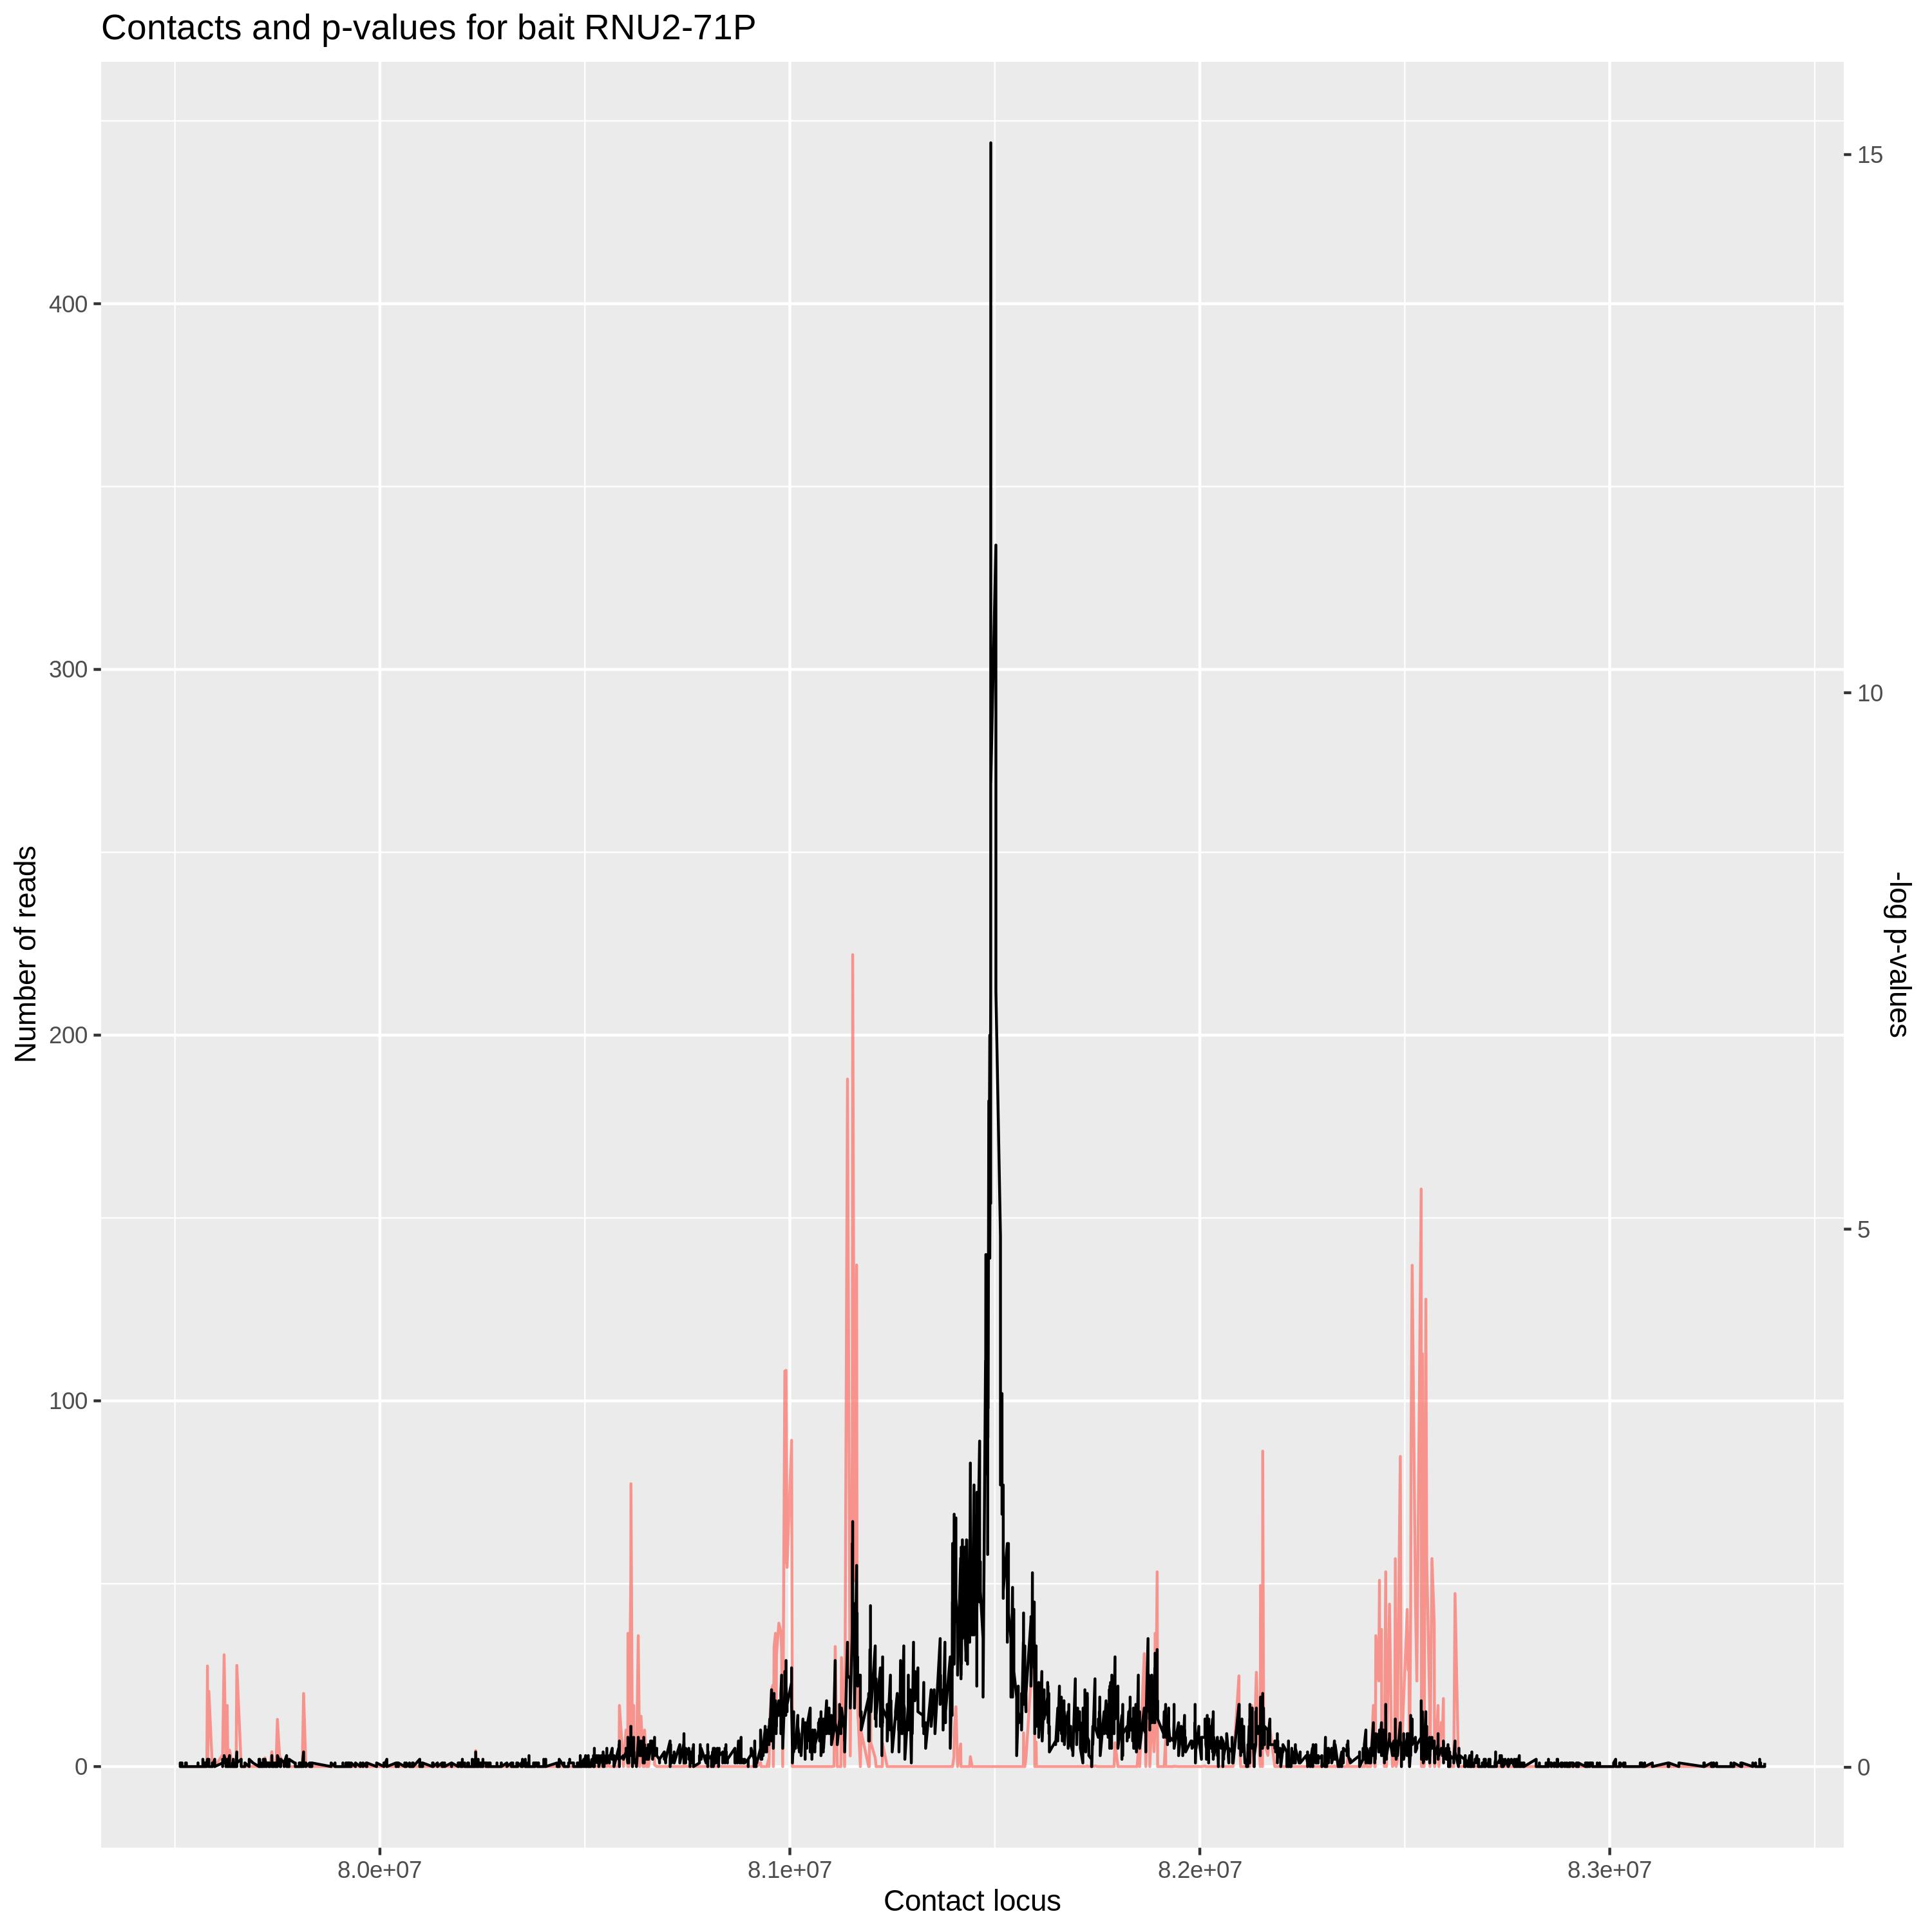 Contacts and p-values for bait RNU2-71P
Number of reads
400
300
200
100
0
15
10
5
0
-log p-values
8.0e+07
8.1e+07
8.2e+07
8.3e+07
Contact locus